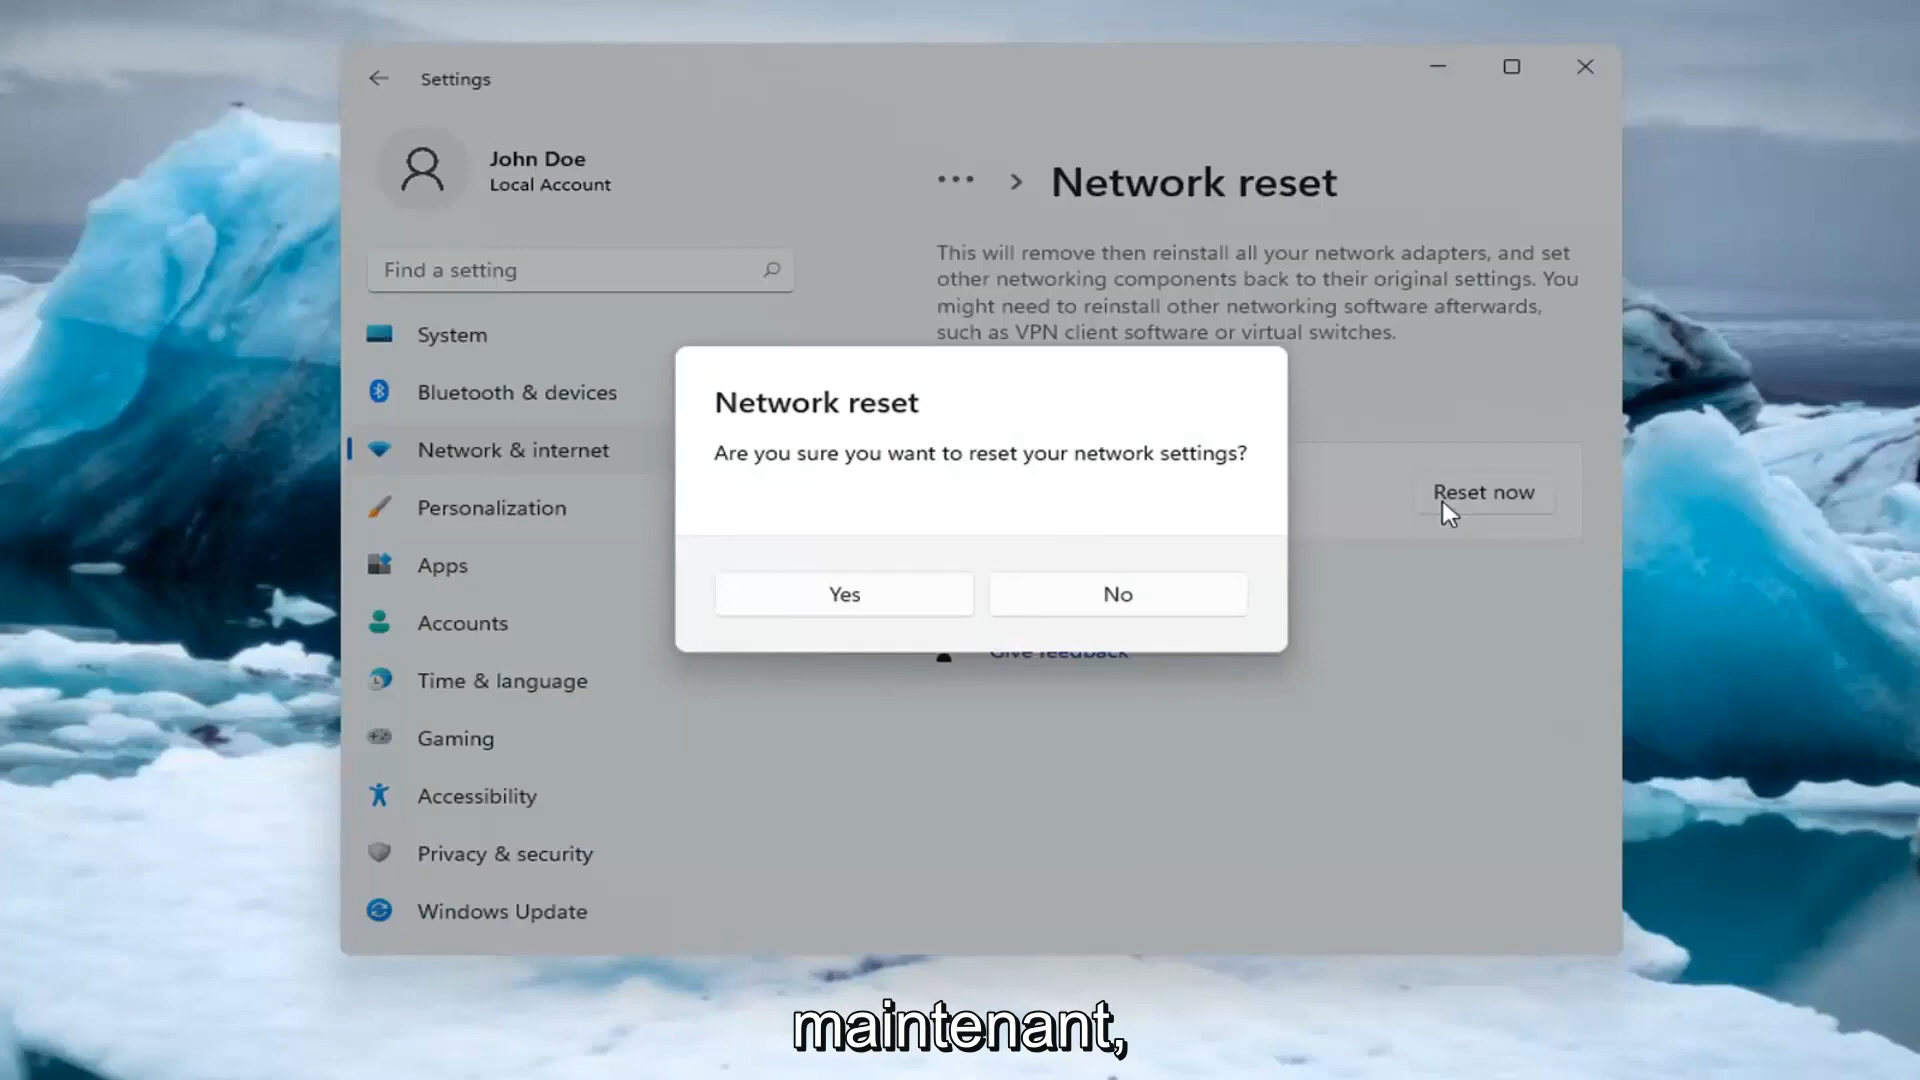 Settings
John Doe
Local Account
Find a setting
System
Bluetooth & devices
Network & internet
Personalization
Apps
Accounts
Time & language
Gaming
Accessibility
Privacy & security
Windows Update
Network reset
This will remove then reinstall all your network adapters, and set
other networking components back to their original settings. You
might need to reinstall other networking software afterwards,
such as VPN client software or virtual switches.
Reset now
Network reset
Are you sure you want to reset your network settings?
Yes
No
Give feedback
maintenant,